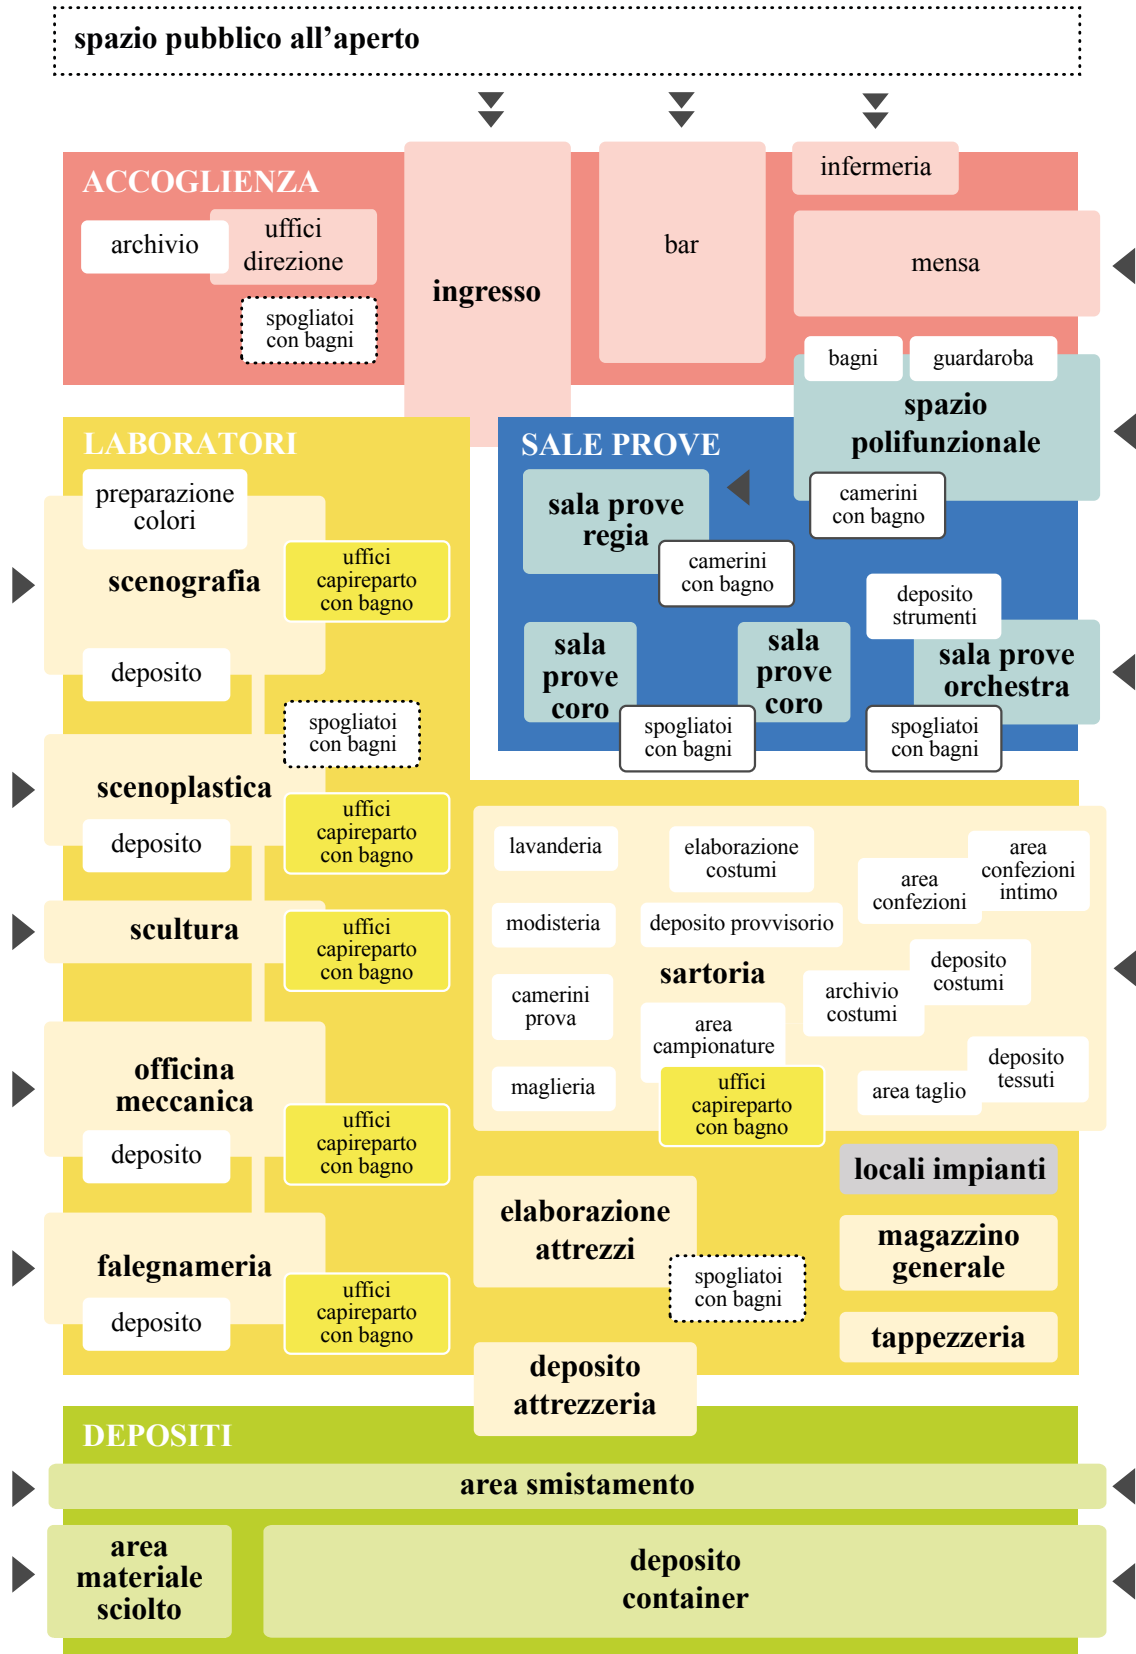 spazio pubblico all’aperto
ACCOGLIENZA
archivio
uffici
direzione
spogliatoi
con bagni
ingresso
bar
infermeria
mensa
bagni
guardaroba
spazio
polifunzionale
camerini
con bagno
LABORATORI
preparazione
colori
scenografia
uffici
capireparto
con bagno
deposito
spogliatoi
con bagni
scenoplastica
deposito
uffici
capireparto
con bagno
scultura
uffici
capireparto
con bagno
officina
meccanica
deposito
uffici
capireparto
con bagno
falegnameria
deposito
uffici
capireparto
con bagno
SALE PROVE
sala prove
regia
camerini
con bagno
sala
prove
coro
spogliatoi
con bagni
sala
prove
coro
deposito
strumenti
sala prove
orchestra
spogliatoi
con bagni
lavanderia
elaborazione
costumi
area
confezioni
area
confezioni
intimo
modisteria
deposito provvisorio
sartoria
deposito
costumi
archivio
costumi
camerini
prova
area
campionature
maglieria
uffici
capireparto
con bagno
area taglio
deposito
tessuti
locali impianti
elaborazione
attrezzi
spogliatoi
con bagni
magazzino
generale
tappezzeria
deposito
attrezzeria
DEPOSITI
area smistamento
area
materiale
sciolto
deposito
container